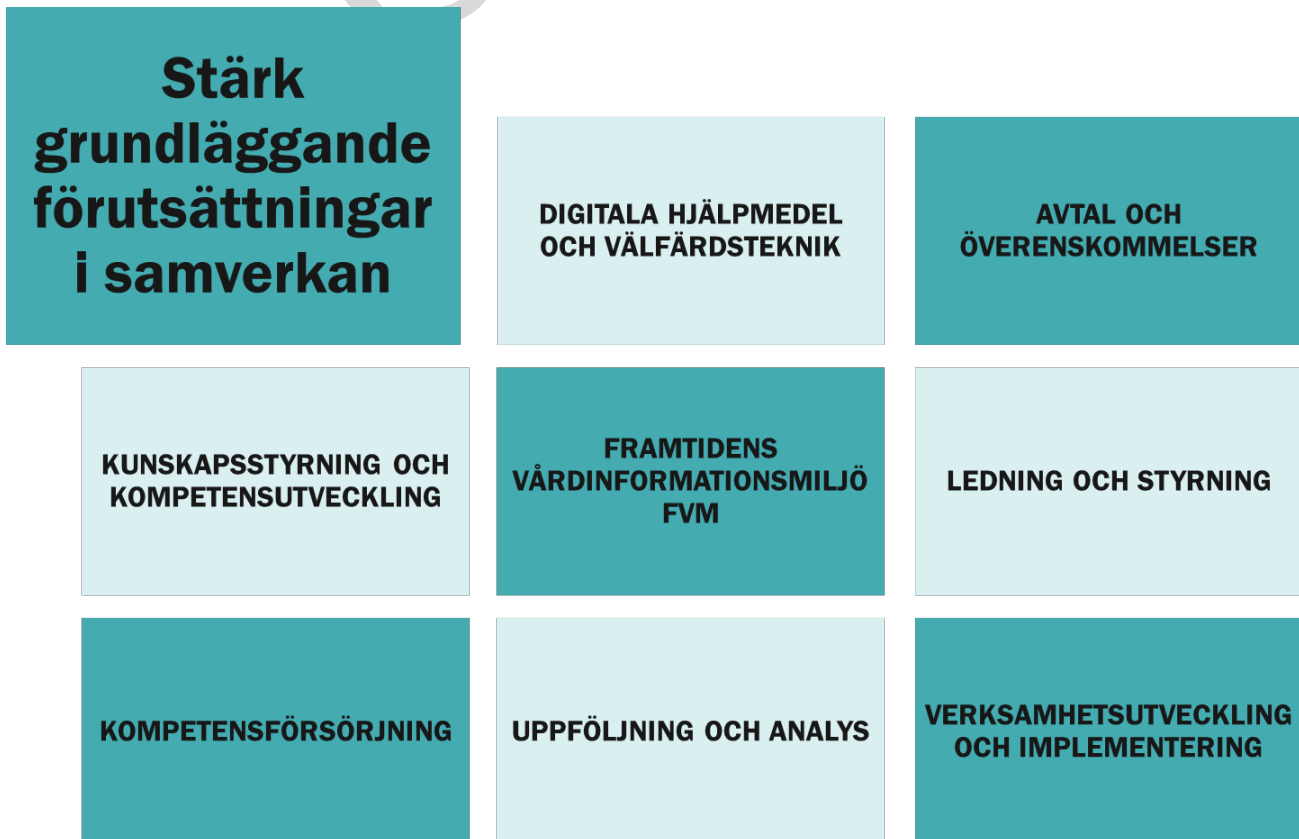 Stärk
grundläggande
förutsättningar
i samverkan
DIGITALA HJÄLPMEDEL
OCH VÄLFÄRDSTEKNIK
AVTAL OCH
ÖVERENSKOMMELSER
KUNSKAPSSTYRNING OCH
KOMPETENSUTVECKLING
FRAMTIDENS
VÅRDINFORMATIONSMILJÖ
FVM
LEDNING OCH STYRNING
KOMPETENSFÖRSÖRJNING
UPPFÖLJNING OCH ANALYS
VERKSAMHETSUTVECKLING
OCH IMPLEMENTERING